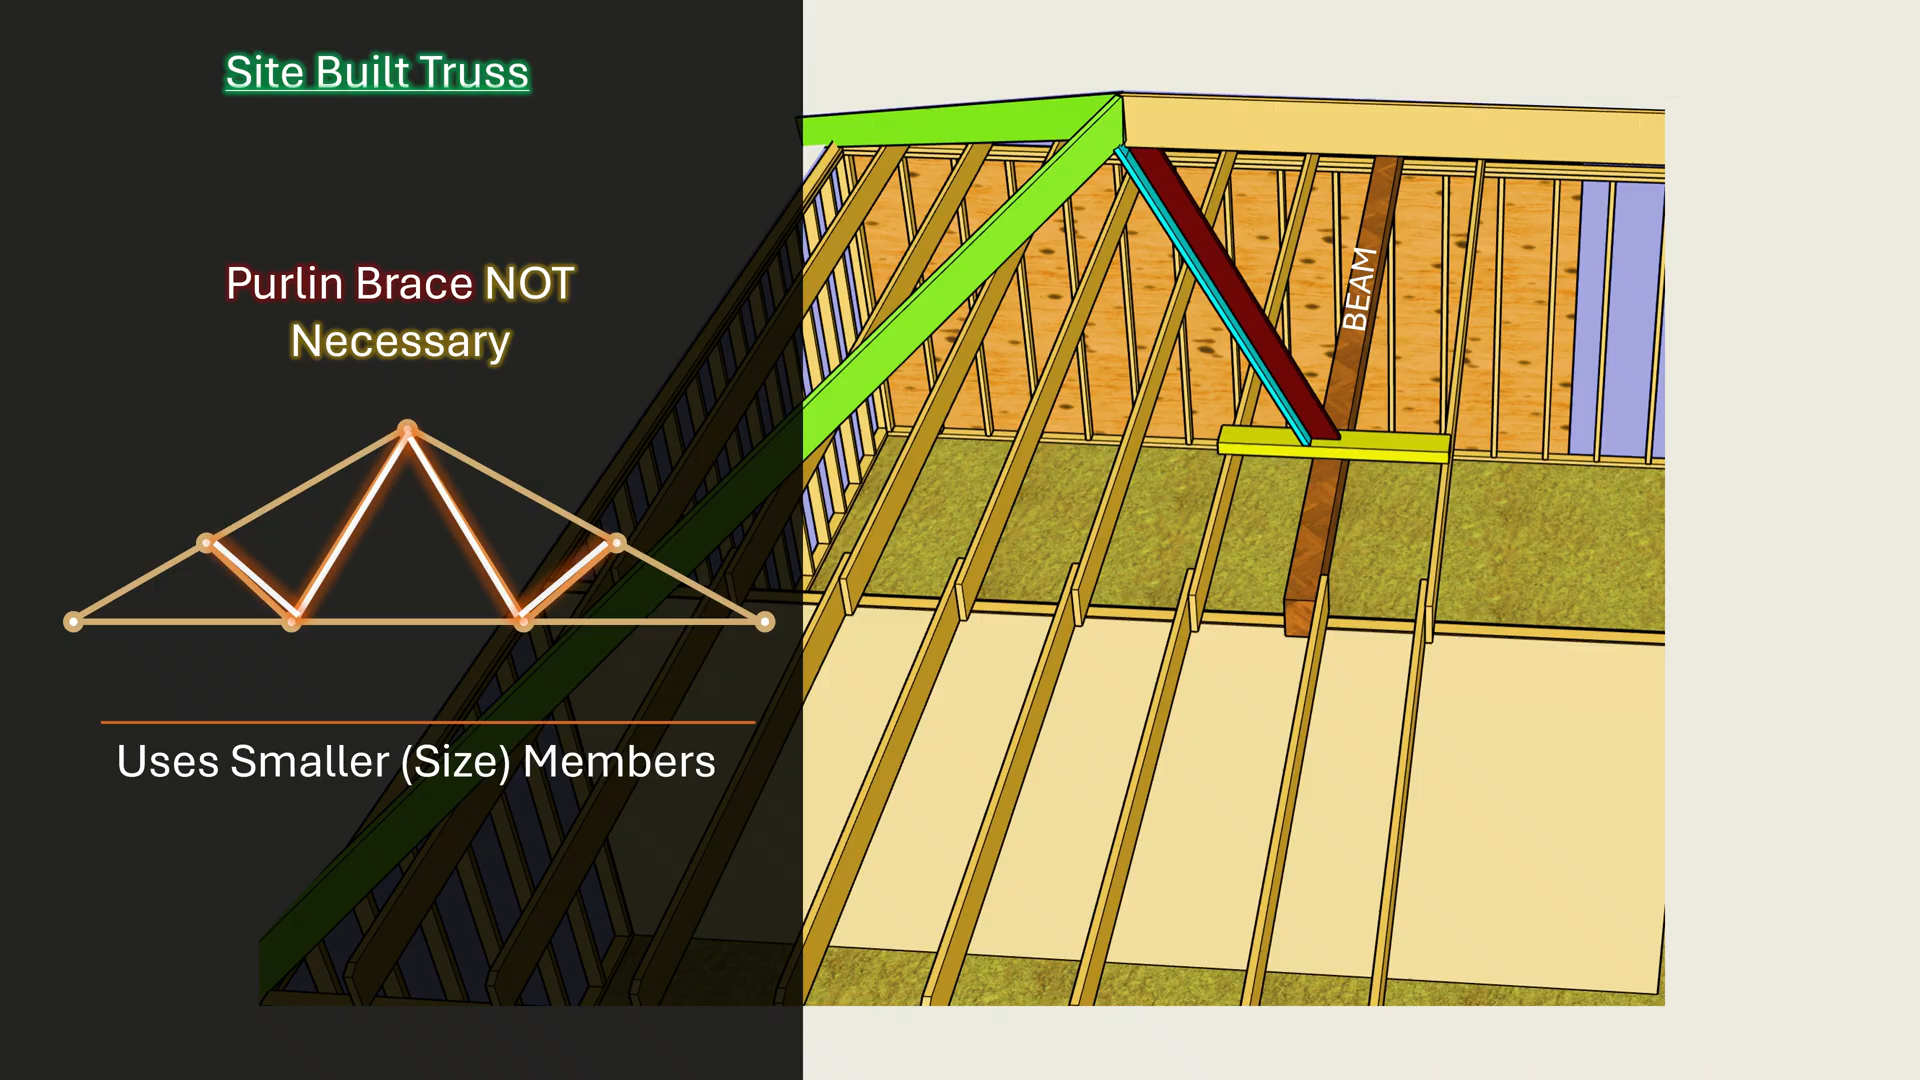 Site Built Truss
Purlin Brace NOT
Necessary
Uses Smaller (Size) Members
BEAM